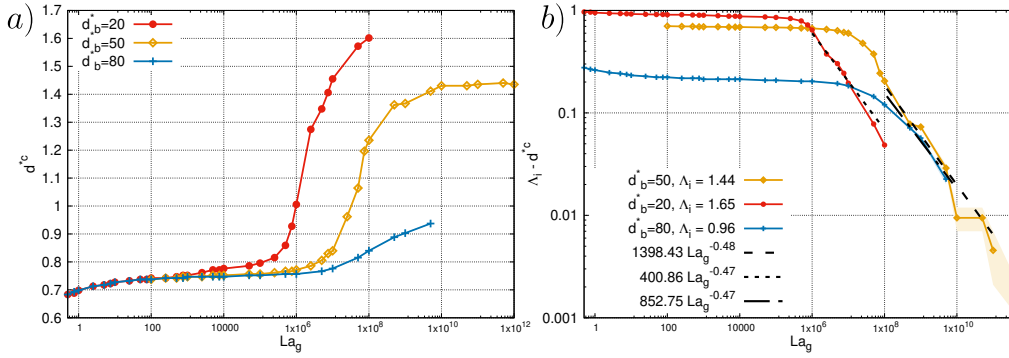 a)
1.7
1.6
1.5
1.4
1.3
1.2
1.1
1
0.9
0.8
0.7
0.6
d*c
d*b=20
d*b=50
d*b=80
1 100 10000 1x10^6 1x10^8 1x10^10 1x10^12
Lag
b)
1
0.1
0.01
0.001
Λi - d*c
d*b=50, Λi = 1.44
d*b=20, Λi = 1.65
d*b=80, Λi = 0.96
1398.43 Lag^-0.48
400.86 Lag^-0.47
852.75 Lag^-0.47
1 100 10000 1x10^6 1x10^8 1x10^10
Lag